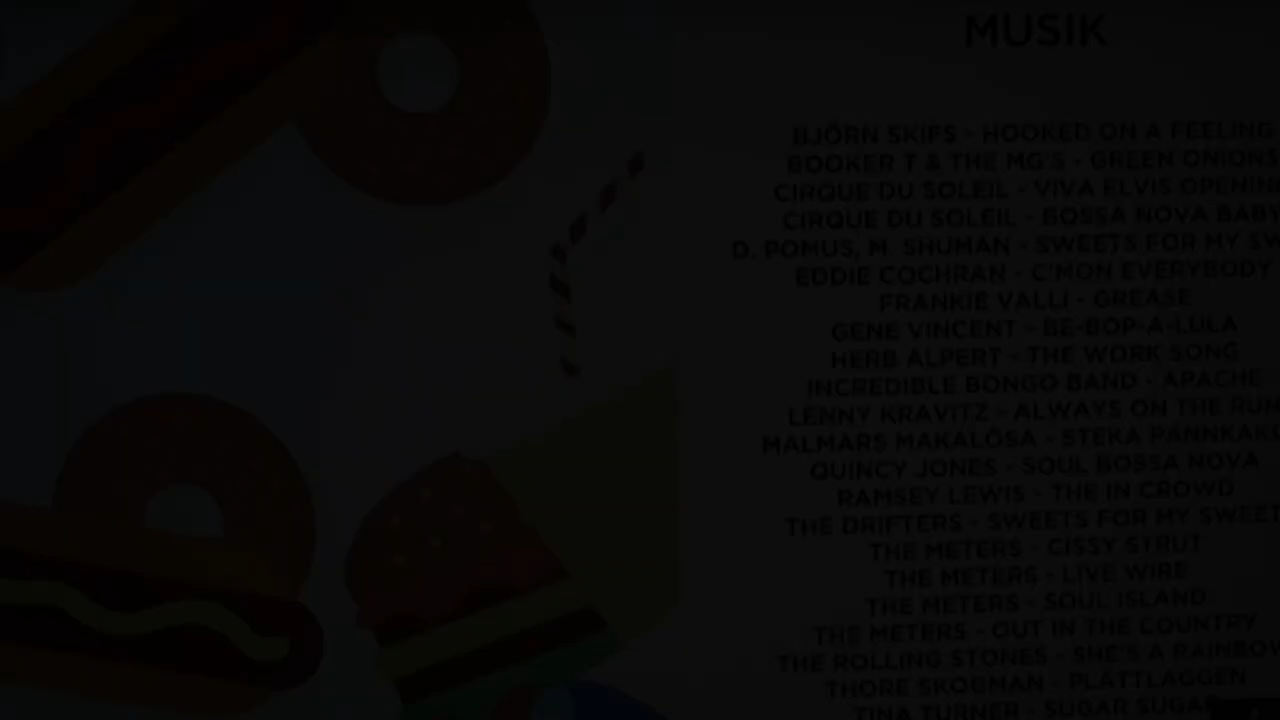 MUSIK
BJÖRN SKIFS - HOOKED ON A FEELING
BOOKER T & THE MG'S - GREEN ONIONS
CIRQUE DU SOLEIL - VIVA ELVIS OPENING
CIRQUE DU SOLEIL - BOSSA NOVA BABY
D. POMUS, M. SHUMAN - SWEETS FOR MY SW
EDDIE COCHRAN - C'MON EVERYBODY
FRANKIE VALLI - GREASE
GENE VINCENT - BE-BOP-A-LULA
HERB ALPERT - THE WORK SONG
INCREDIBLE BONGO BAND - APACHE
LENNY KRAVITZ - ALWAYS ON THE RUN
MALMARS MAKALÖSA - STEKA PANNKAK
QUINCY JONES - SOUL BOSSA NOVA
RAMSEY LEWIS - THE IN CROWD
THE DRIFTERS - SWEETS FOR MY SWEET
THE METERS - CISSY STRUT
THE METERS - LIVE WIRE
THE METERS - SOUL ISLAND
THE METERS - OUT IN THE COUNTRY
THE ROLLING STONES - SHE'S A RAINBOW
THORE SKOGMAN - PLÄTTLAGGEN
TINA TURNER - SUGAR SUGAR